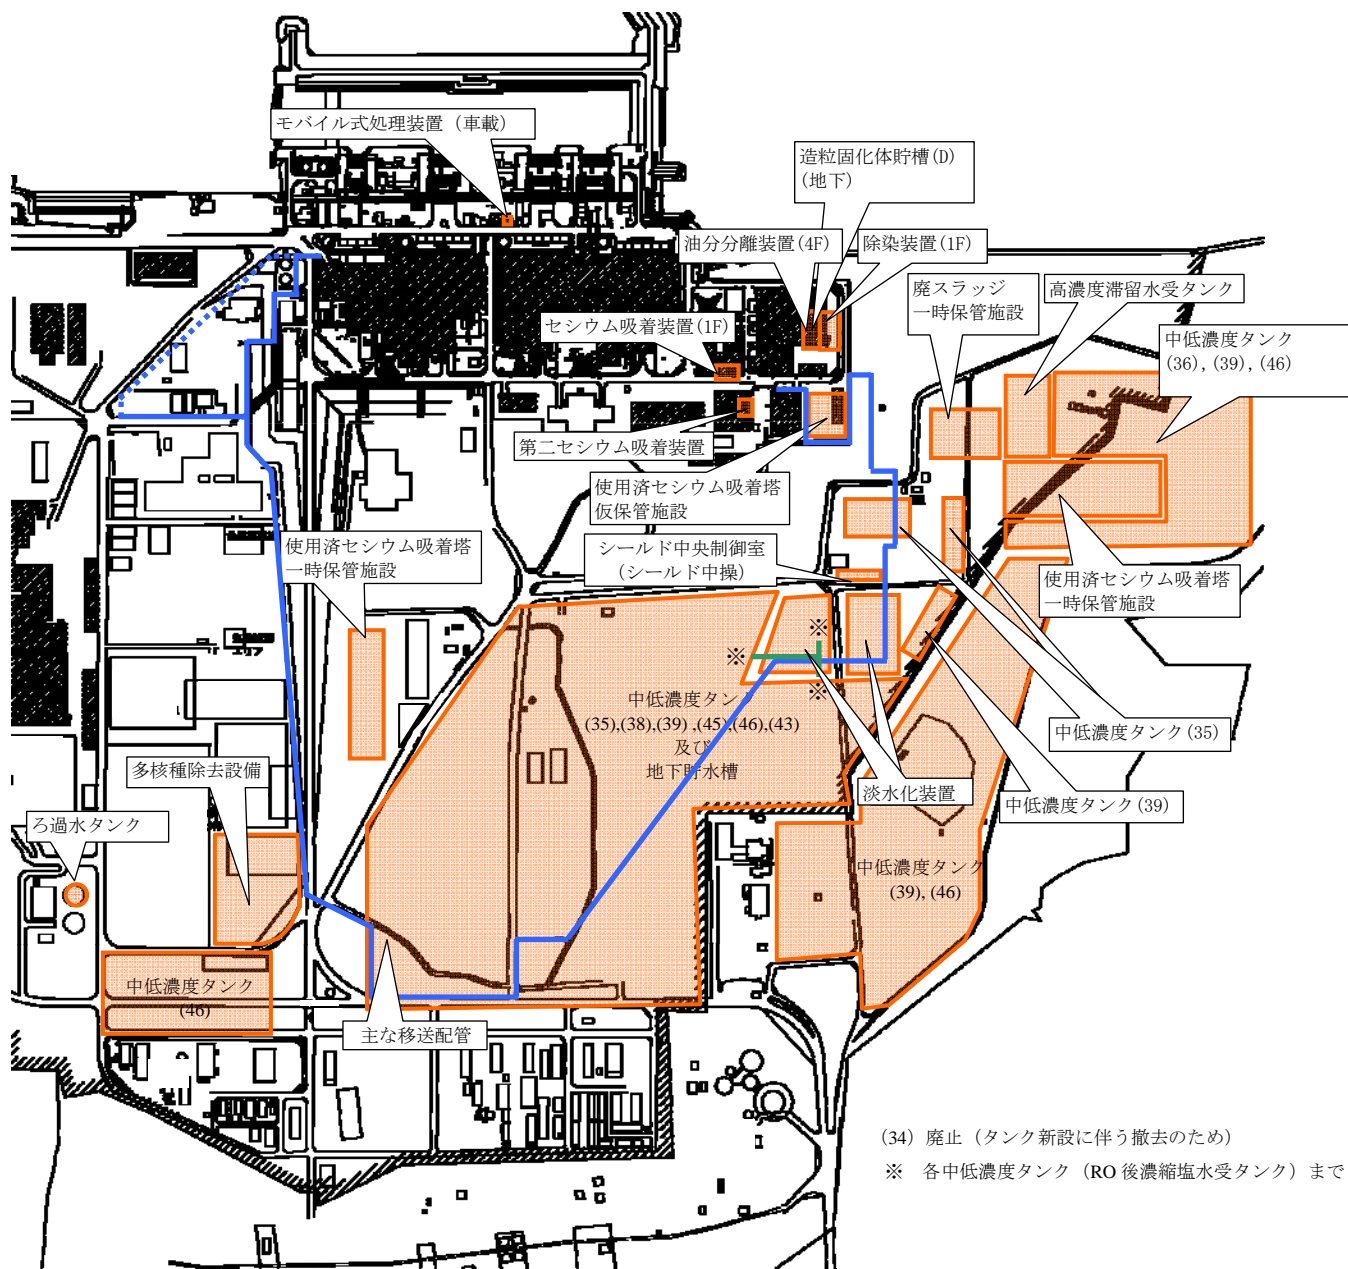 モバイル式処理装置（車載）
造粒固化体貯槽(D)
(地下)
油分分離装置(4F)
除染装置(1F)
廃スラッジ
一時保管施設
高濃度滞留水受タンク
セシウム吸着装置(1F)
中低濃度タンク
(36), (39), (46)
第二セシウム吸着装置
使用済セシウム吸着塔
仮保管施設
使用済セシウム吸着塔
一時保管施設
シールド中央制御室
（シールド中操）
使用済セシウム吸着塔
一時保管施設
※
※
※
中低濃度タンク
(35),(38),(39) ,(45),(46),(43)
及び
地下貯水槽
中低濃度タンク(35)
多核種除去設備
淡水化装置
中低濃度タンク(39)
ろ過水タンク
中低濃度タンク
(39), (46)
中低濃度タンク
(46)
主な移送配管
(34) 廃止（タンク新設に伴う撤去のため）
※　各中低濃度タンク（RO 後濃縮塩水受タンク）まで